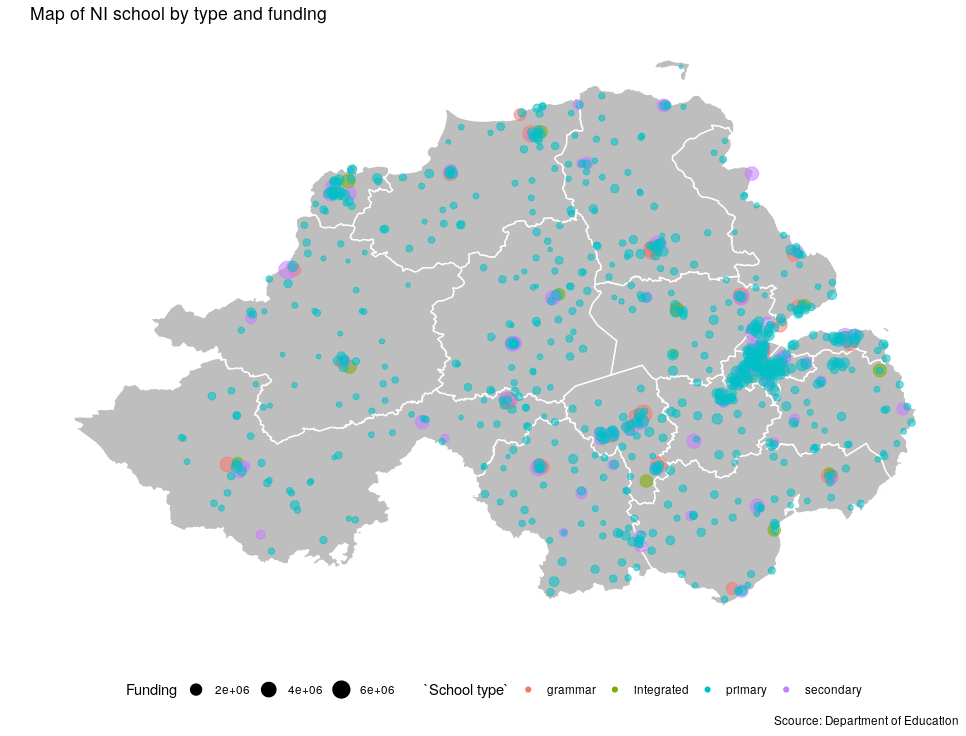 Map of NI school by type and funding
Funding 2e+06 4e+06 6e+06 `School type` grammar integrated primary secondary
Scource: Department of Education